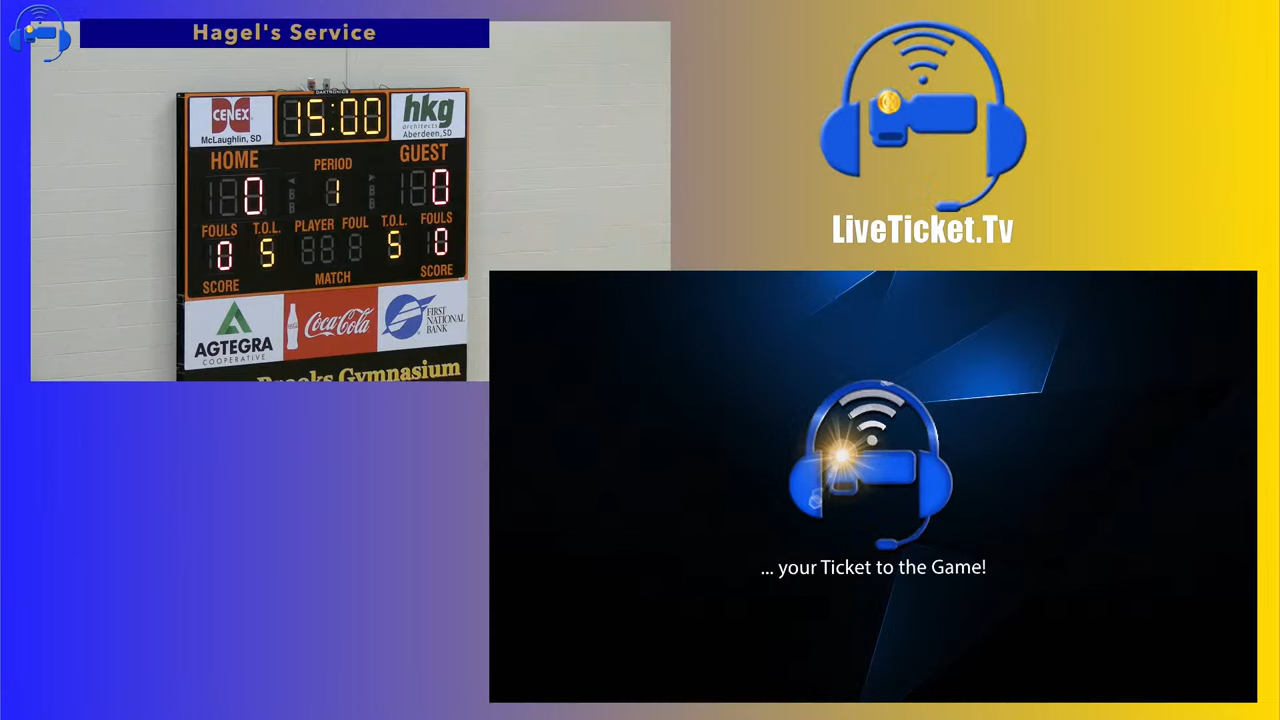 Hagel's Service
DAKTRONICS
CENEX
McLaughlin, SD
15:00
hkg
architects
Aberdeen, SD
HOME
PERIOD
GUEST
0
1
0
B
B
B
B
FOULS
T.O.L.
PLAYER
FOUL
T.O.L.
FOULS
0
5
5
0
SCORE
MATCH
SCORE
AGTEGRA
COOPERATIVE
Coca-Cola
FIRST
NATIONAL
BANK
Brooks Gymnasium
LiveTicket.Tv
... your Ticket to the Game!